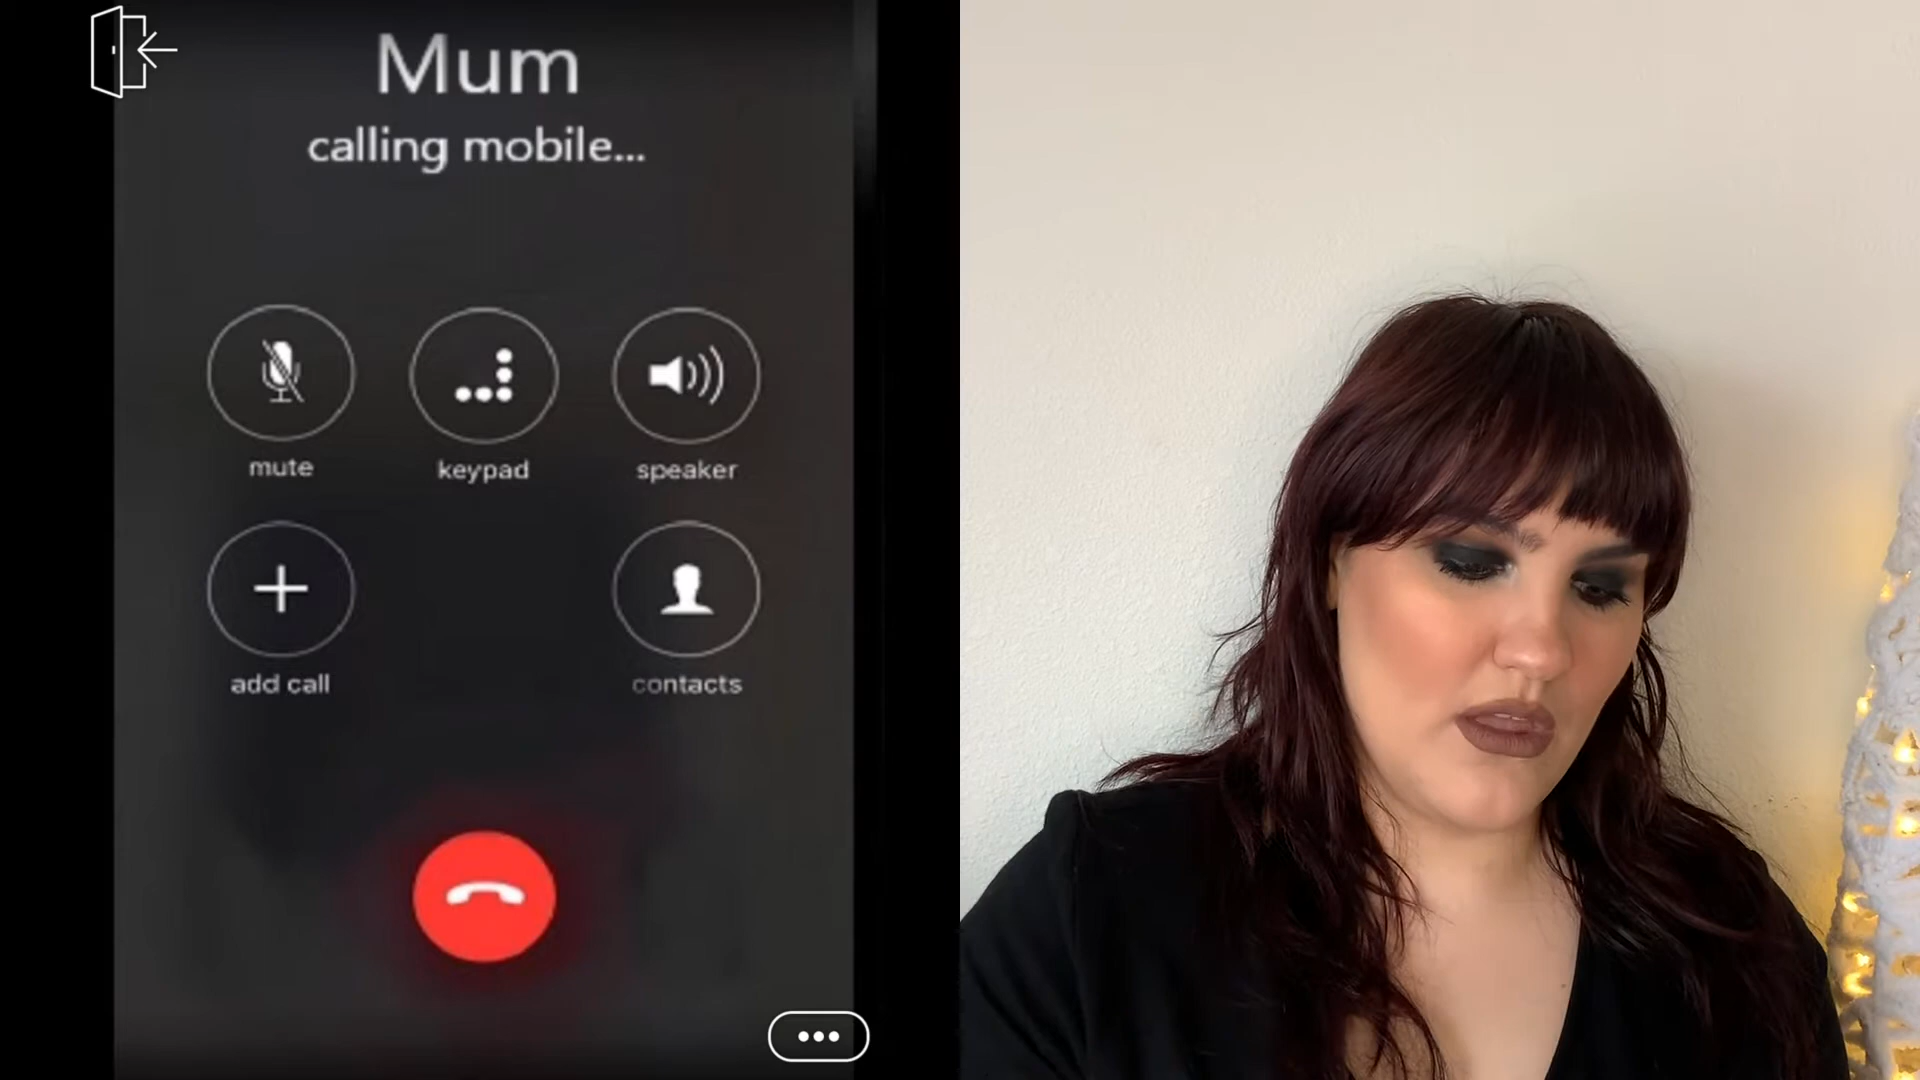 Mum
calling mobile...
mute
keypad
speaker
add call
contacts